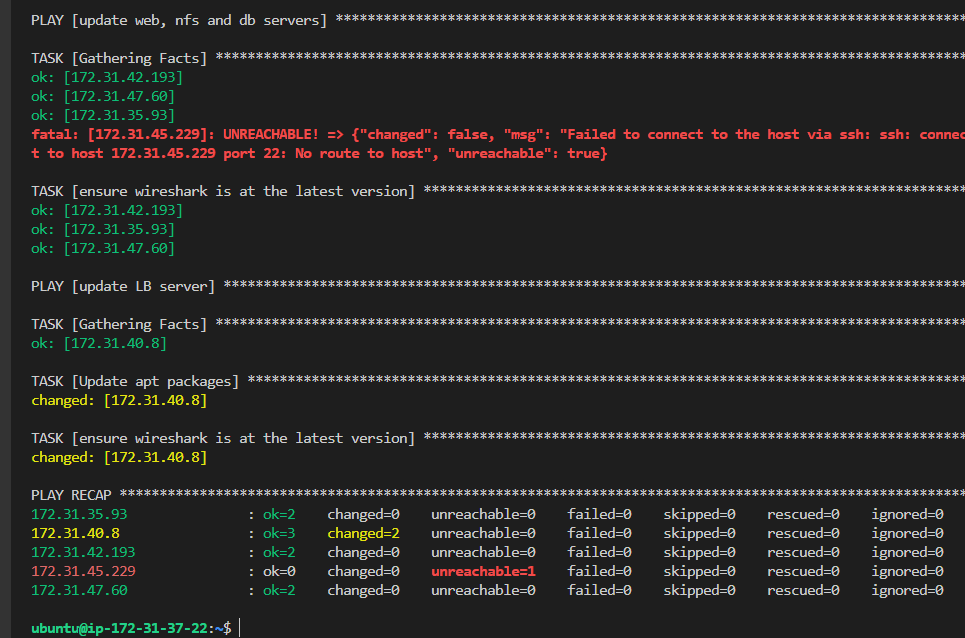 PLAY [update web, nfs and db servers] ******************************************************************************
TASK [Gathering Facts] *********************************************************************************************
ok: [172.31.42.193]
ok: [172.31.47.60]
ok: [172.31.35.93]
fatal: [172.31.45.229]: UNREACHABLE! => {"changed": false, "msg": "Failed to connect to the host via ssh: ssh: connec
t to host 172.31.45.229 port 22: No route to host", "unreachable": true}
TASK [ensure wireshark is at the latest version] *******************************************************************
ok: [172.31.42.193]
ok: [172.31.35.93]
ok: [172.31.47.60]
PLAY [update LB server] ********************************************************************************************
TASK [Gathering Facts] *********************************************************************************************
ok: [172.31.40.8]
TASK [Update apt packages] *****************************************************************************************
changed: [172.31.40.8]
TASK [ensure wireshark is at the latest version] *******************************************************************
changed: [172.31.40.8]
PLAY RECAP *********************************************************************************************************
172.31.35.93 : ok=2 changed=0 unreachable=0 failed=0 skipped=0 rescued=0 ignored=0
172.31.40.8 : ok=3 changed=2 unreachable=0 failed=0 skipped=0 rescued=0 ignored=0
172.31.42.193 : ok=2 changed=0 unreachable=0 failed=0 skipped=0 rescued=0 ignored=0
172.31.45.229 : ok=0 changed=0 unreachable=1 failed=0 skipped=0 rescued=0 ignored=0
172.31.47.60 : ok=2 changed=0 unreachable=0 failed=0 skipped=0 rescued=0 ignored=0
ubuntu@ip-172-31-37-22:~$